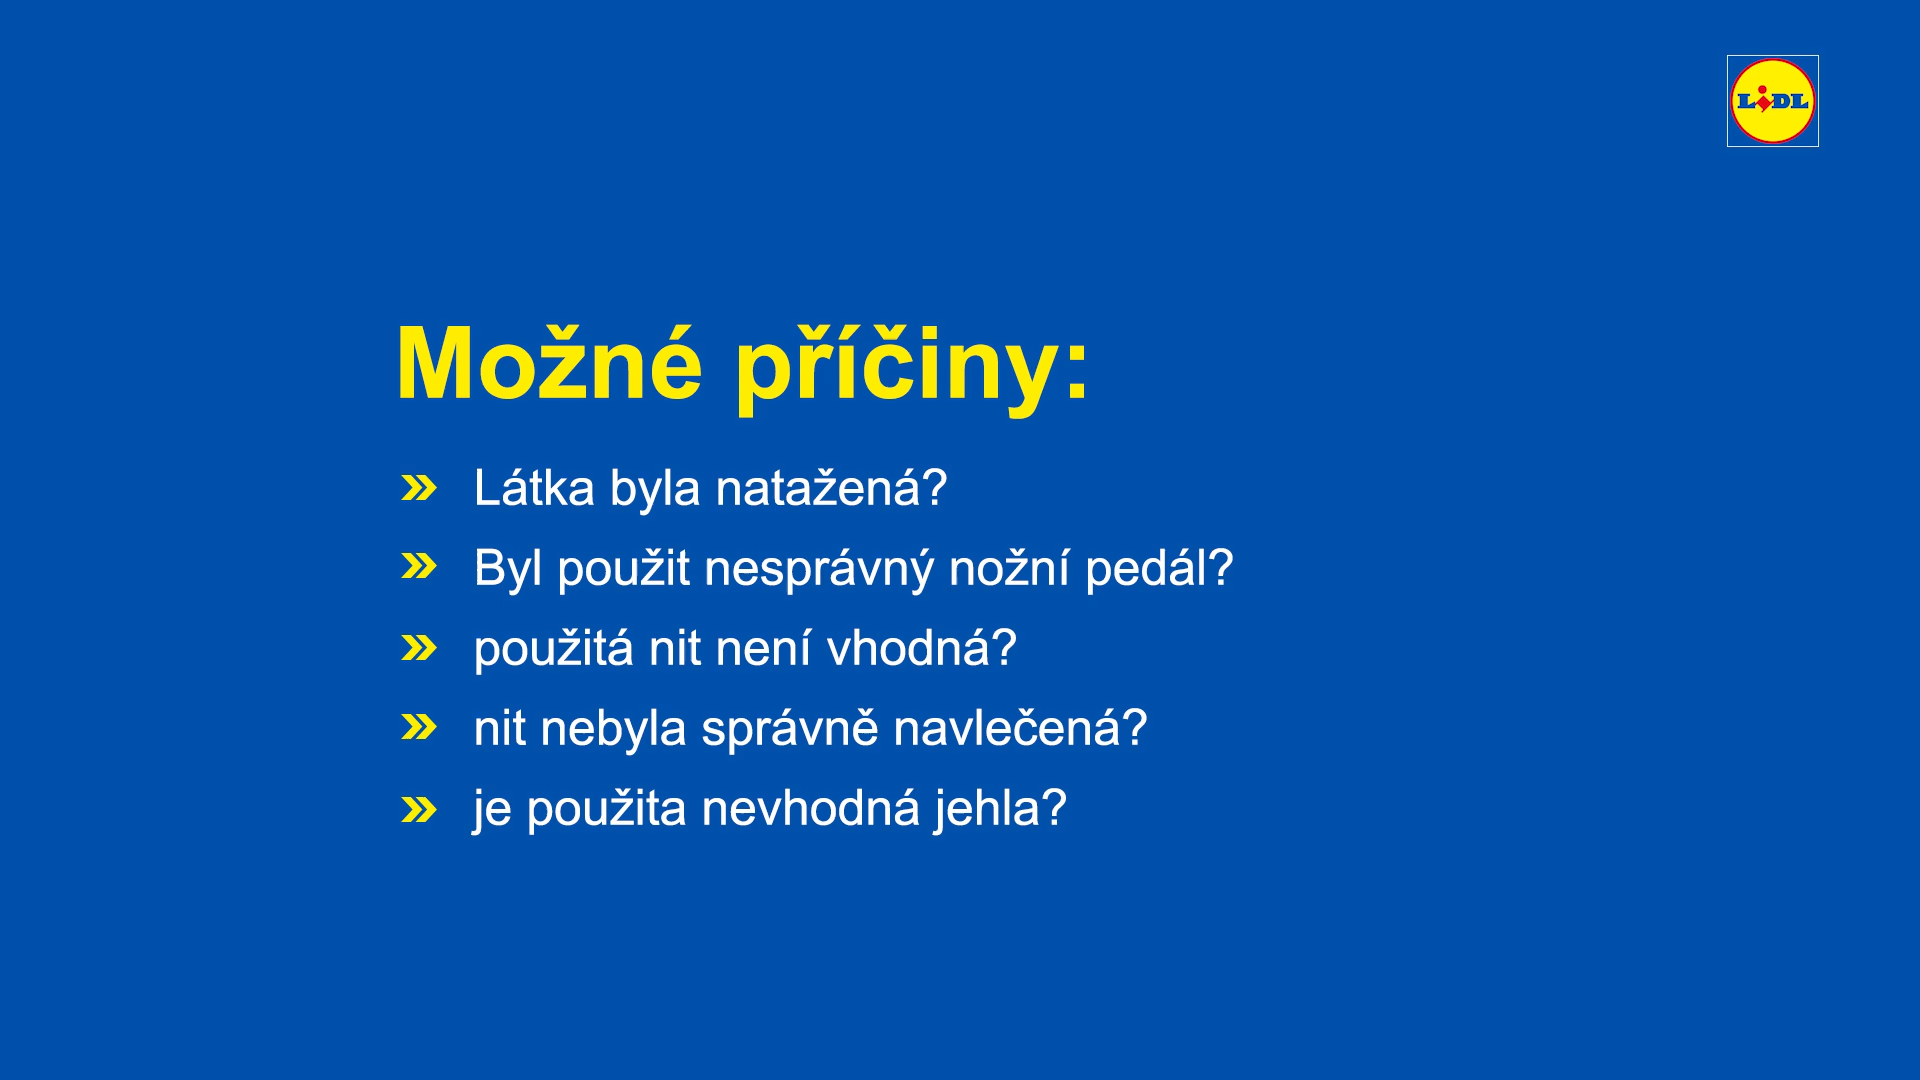 LIDL
Možné příčiny:
» Látka byla natažená?
» Byl použit nesprávný nožní pedál?
» použitá nit není vhodná?
» nit nebyla správně navlečená?
» je použita nevhodná jehla?